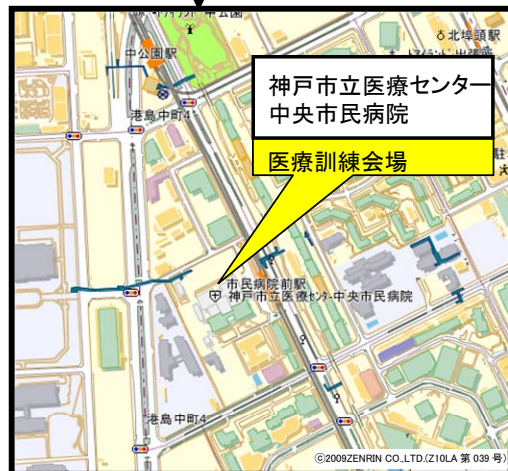 中公園
北埠頭駅
中公園駅
神戸市立医療センター
中央市民病院
港島中町4
医療訓練会場
市民病院前駅
神戸市立医療センター中央市民病院
港島中町4
©2009ZENRIN CO.,LTD.(Z10LA 第 039 号)